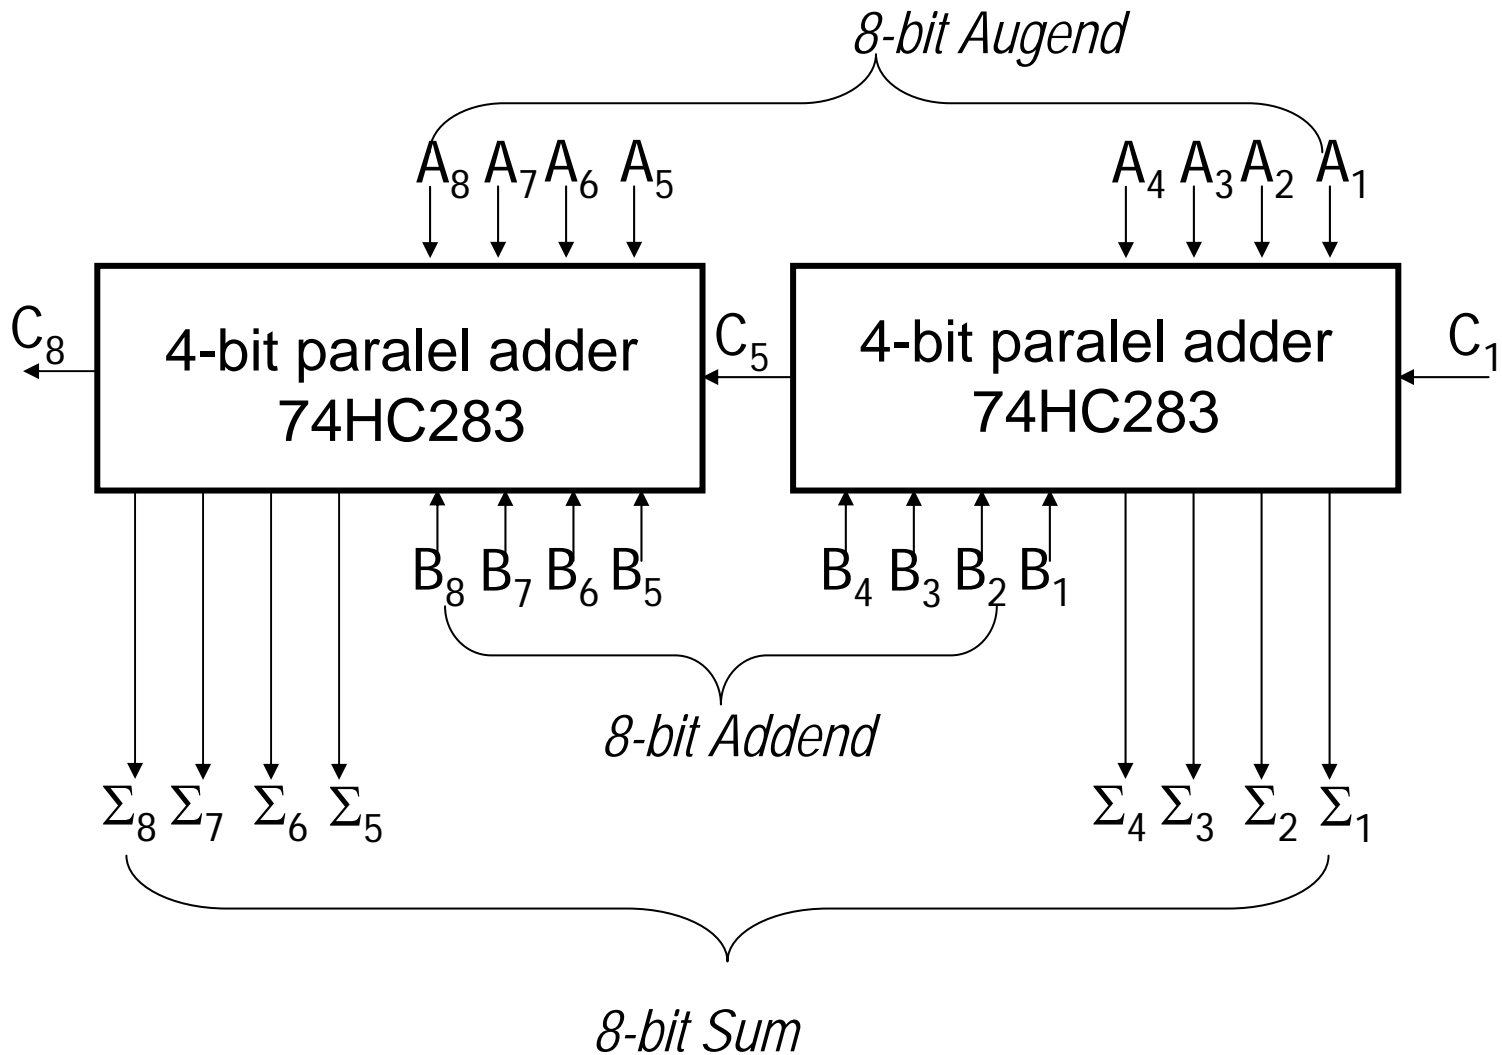 8-bit Augend
A8 A7 A6 A5 A4 A3 A2 A1
C8 4-bit paralel adder C5 4-bit paralel adder C1
74HC283 74HC283
B8 B7 B6 B5 B4 B3 B2 B1
8-bit Addend
Σ8 Σ7 Σ6 Σ5 Σ4 Σ3 Σ2 Σ1
8-bit Sum